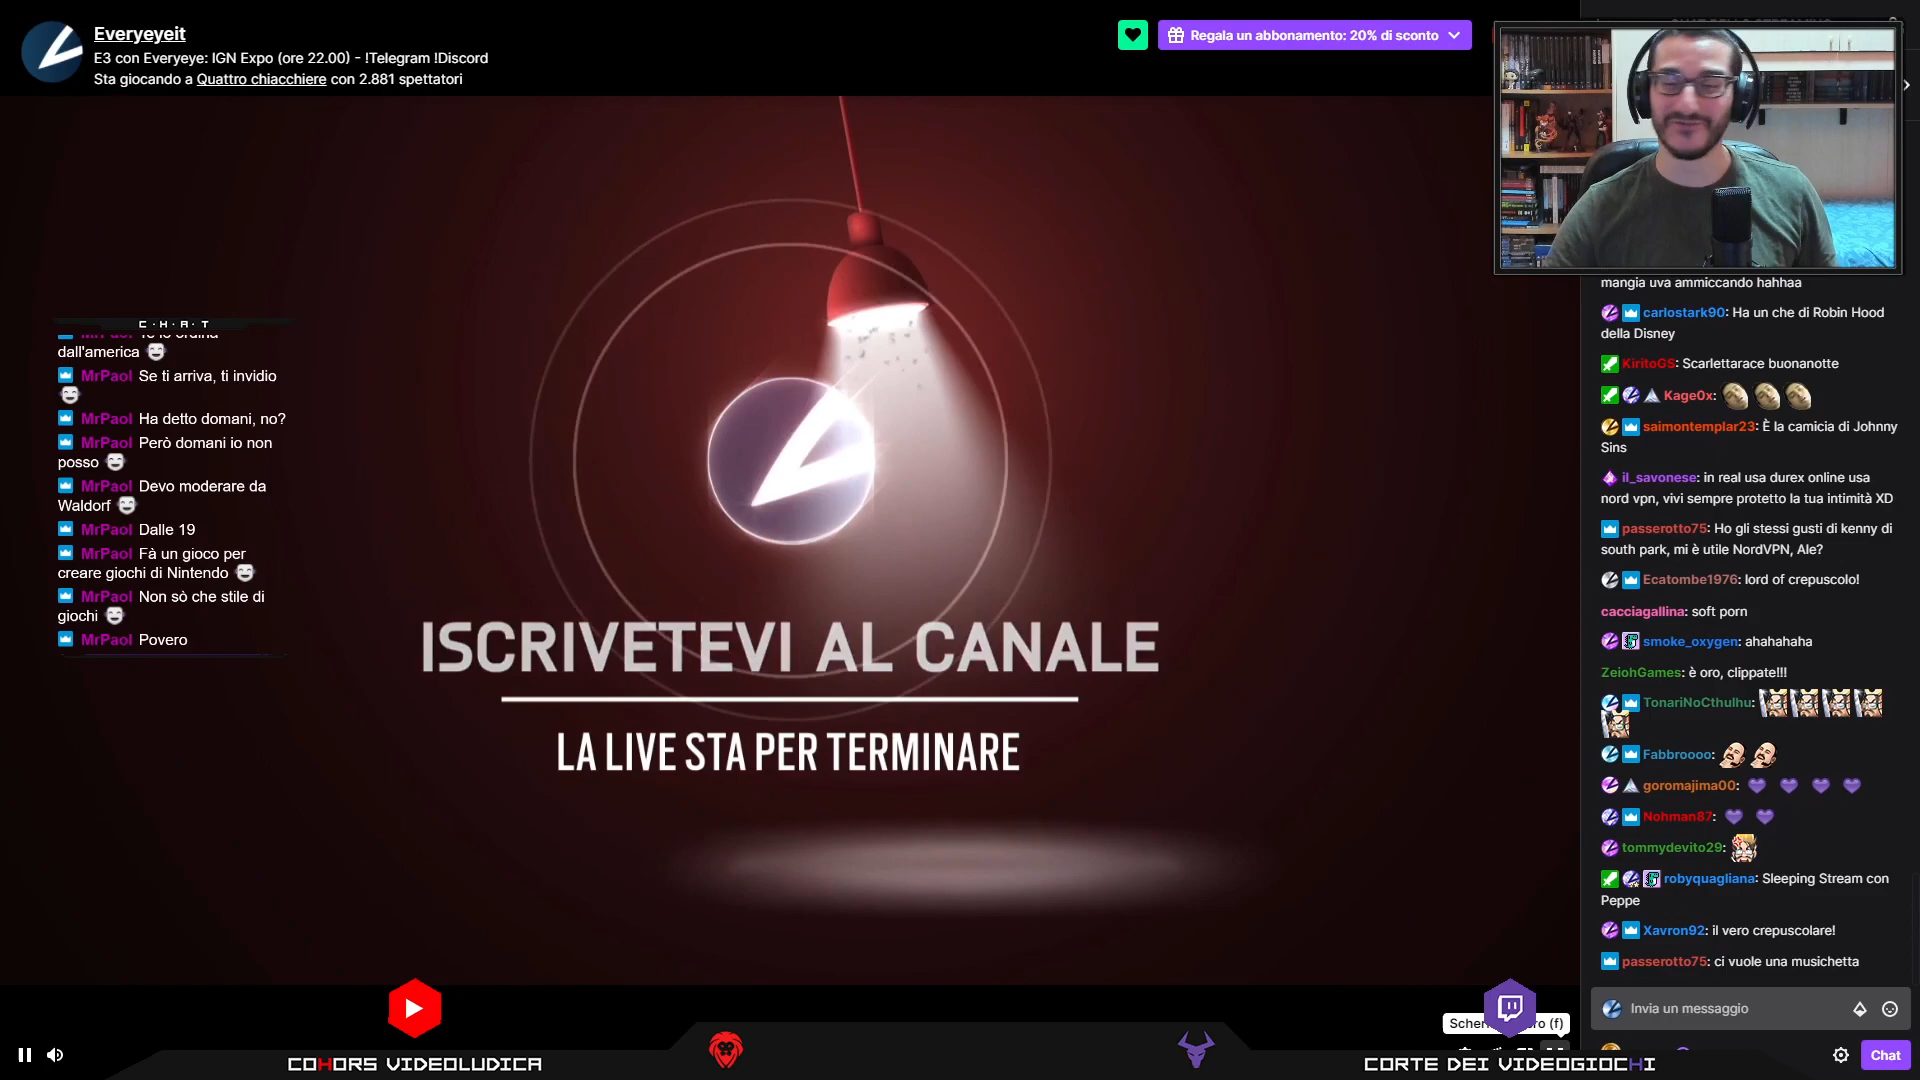 Everyeyeit
E3 con Everyeye: IGN Expo (ore 22.00) - !Telegram !Discord
Sta giocando a Quattro chiacchiere con 2.881 spettatori
Regala un abbonamento: 20% di sconto
C·H·A·T
dall'america
MrPaol Se ti arriva, ti invidio
MrPaol Ha detto domani, no?
MrPaol Però domani io non
posso
MrPaol Devo moderare da
Waldorf
MrPaol Dalle 19
MrPaol Fà un gioco per
creare giochi di Nintendo
MrPaol Non sò che stile di
giochi
MrPaol Povero
ISCRIVETEVI AL CANALE
LA LIVE STA PER TERMINARE
mangia uva ammiccando hahhaa
carlostark90: Ha un che di Robin Hood
della Disney
KiritoGS: Scarlettarace buonanotte
Kage0x:
saimontemplar23: È la camicia di Johnny
Sins
il_savonese: in real usa durex online usa
nord vpn, vivi sempre protetto la tua intimità XD
passerotto75: Ho gli stessi gusti di kenny di
south park, mi è utile NordVPN, Ale?
Ecatombe1976: lord of crepuscolo!
cacciagallina: soft porn
smoke_oxygen: ahahahaha
ZeiohGames: è oro, clippate!!!
TonariNoCthulhu:
Fabbroooo:
goromajima00:
Nohman87:
tommydevito29:
robyquagliana: Sleeping Stream con
Peppe
Xavron92: il vero crepuscolare!
passerotto75: ci vuole una musichetta
Invia un messaggio
(f)
Chat
COHORS VIDEOLUDICA
CORTE DEI VIDEOGIOCHI